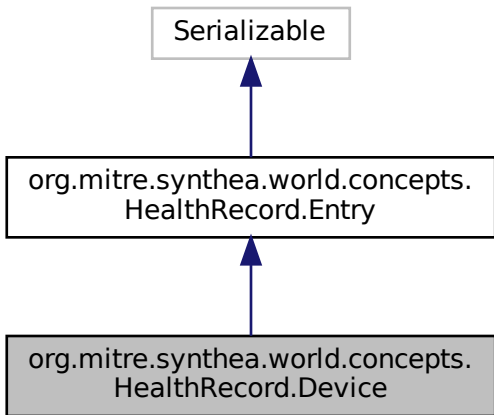 Serializable
org.mitre.synthea.world.concepts.
HealthRecord.Entry
org.mitre.synthea.world.concepts.
HealthRecord.Device